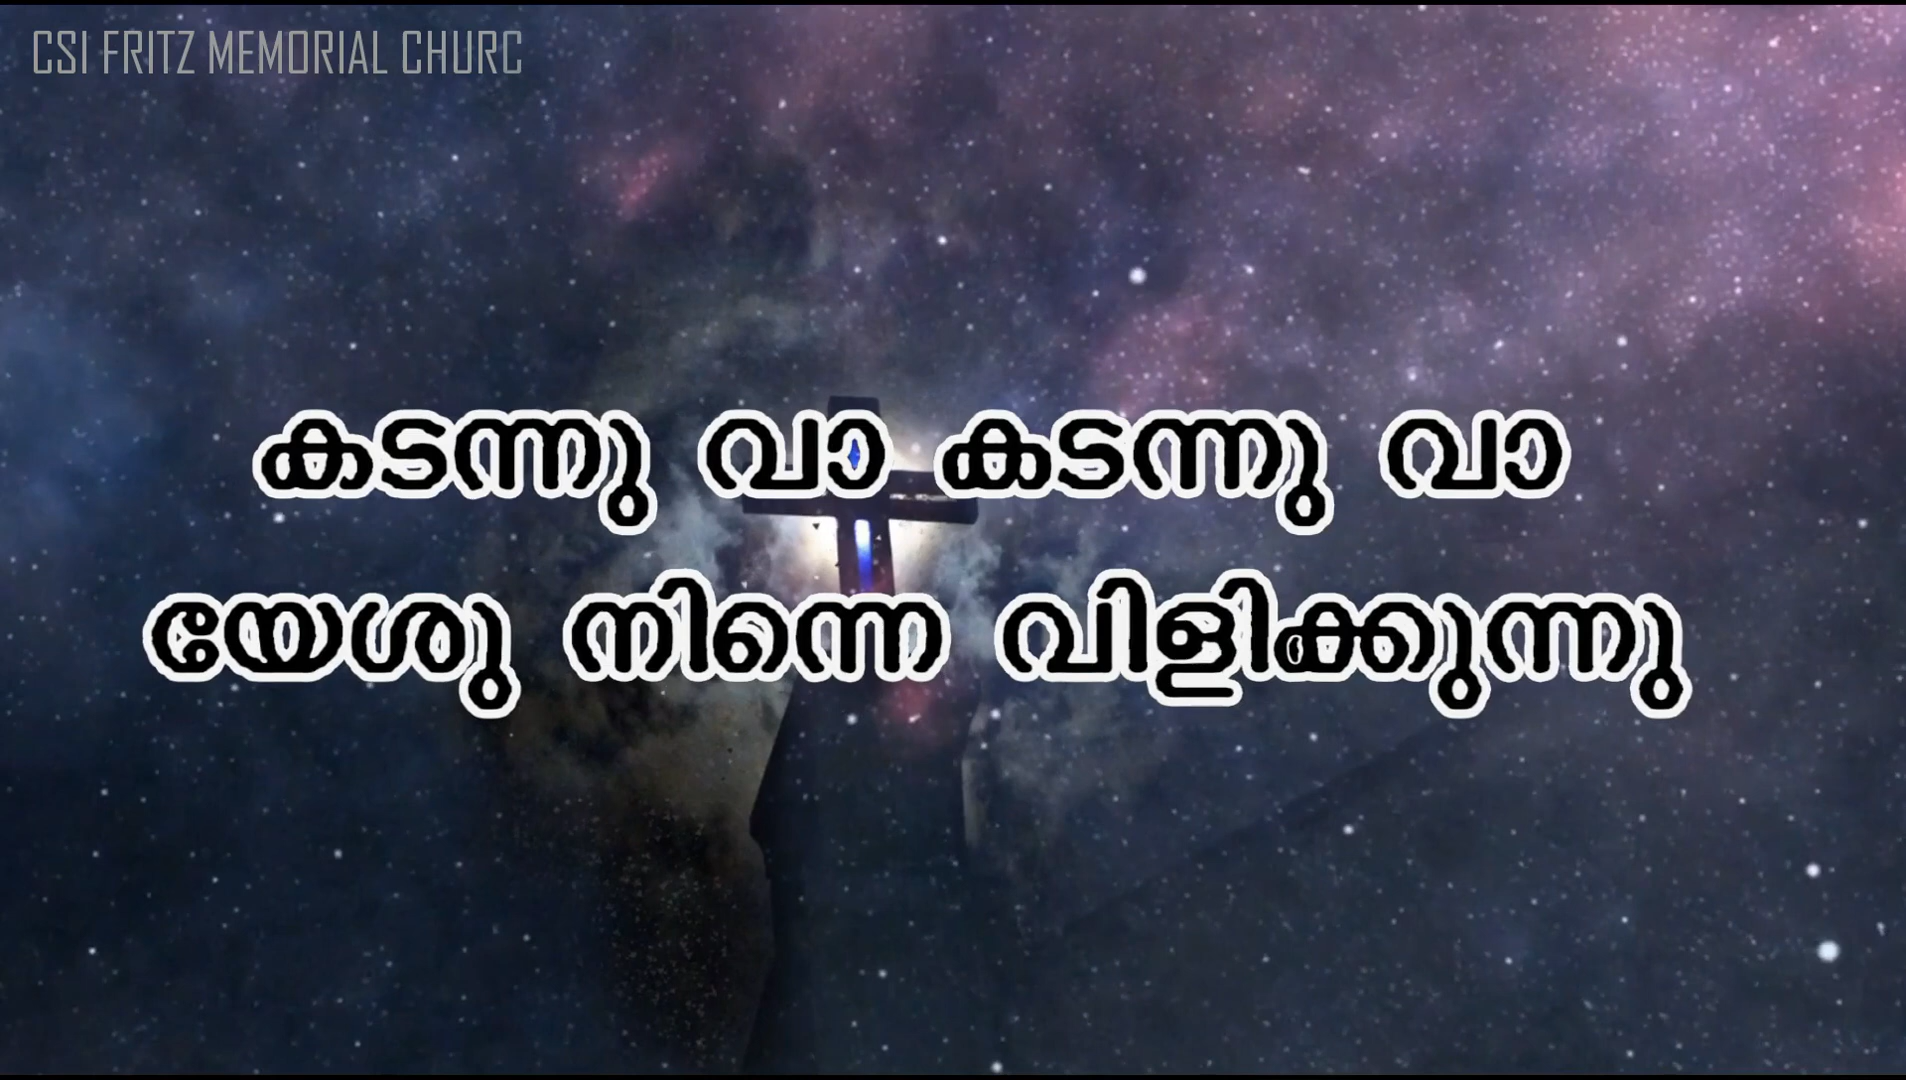 CSI FRITZ MEMORIAL CHURC
കടന്നു വാ കടന്നു വാ
യേശു നിന്നെ വിളിക്കുന്നു